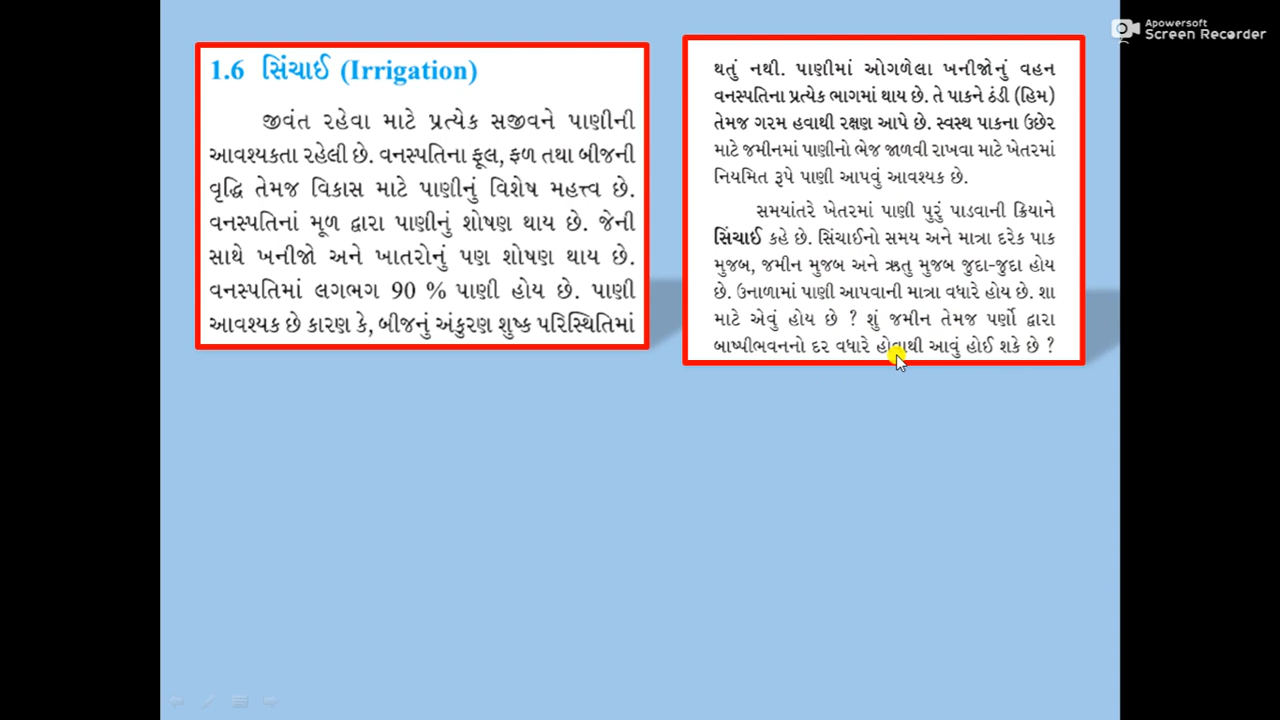 Apowersoft
Screen Recorder
1.6 સિંચાઈ (Irrigation)
જીવંત રહેવા માટે પ્રત્યેક સજીવને પાણીની
આવશ્યકતા રહેલી છે. વનસ્પતિના ફૂલ, ફળ તથા બીજની
વૃદ્ધિ તેમજ વિકાસ માટે પાણીનું વિશેષ મહત્ત્વ છે.
વનસ્પતિનાં મૂળ દ્વારા પાણીનું શોષણ થાય છે. જેની
સાથે ખનીજો અને ખાતરોનું પણ શોષણ થાય છે.
વનસ્પતિમાં લગભગ 90 % પાણી હોય છે. પાણી
આવશ્યક છે કારણ કે, બીજનું અંકુરણ શુષ્ક પરિસ્થિતિમાં
થતું નથી. પાણીમાં ઓગળેલા ખનીજોનું વહન
વનસ્પતિના પ્રત્યેક ભાગમાં થાય છે. તે પાકને ઠંડી (હિમ)
તેમજ ગરમ હવાથી રક્ષણ આપે છે. સ્વસ્થ પાકના ઉછેર
માટે જમીનમાં પાણીનો ભેજ જાળવી રાખવા માટે ખેતરમાં
નિયમિત રૂપે પાણી આપવું આવશ્યક છે.
સમયાંતરે ખેતરમાં પાણી પુરું પાડવાની ક્રિયાને
સિંચાઈ કહે છે. સિંચાઈનો સમય અને માત્રા દરેક પાક
મુજબ, જમીન મુજબ અને ઋતુ મુજબ જુદા-જુદા હોય
છે. ઉનાળામાં પાણી આપવાની માત્રા વધારે હોય છે. શા
માટે એવું હોય છે ? શું જમીન તેમજ પર્ણો દ્વારા
બાષ્પીભવનનો દર વધારે હોવાથી આવું હોઈ શકે છે ?